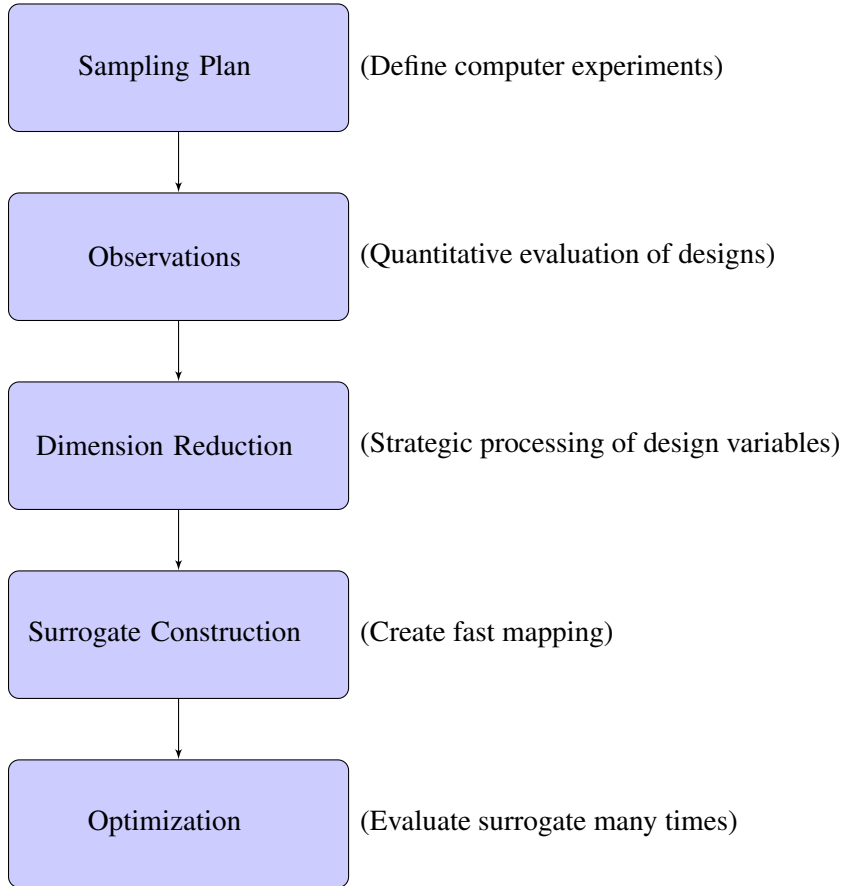 Sampling Plan (Define computer experiments)
Observations (Quantitative evaluation of designs)
Dimension Reduction (Strategic processing of design variables)
Surrogate Construction (Create fast mapping)
Optimization (Evaluate surrogate many times)